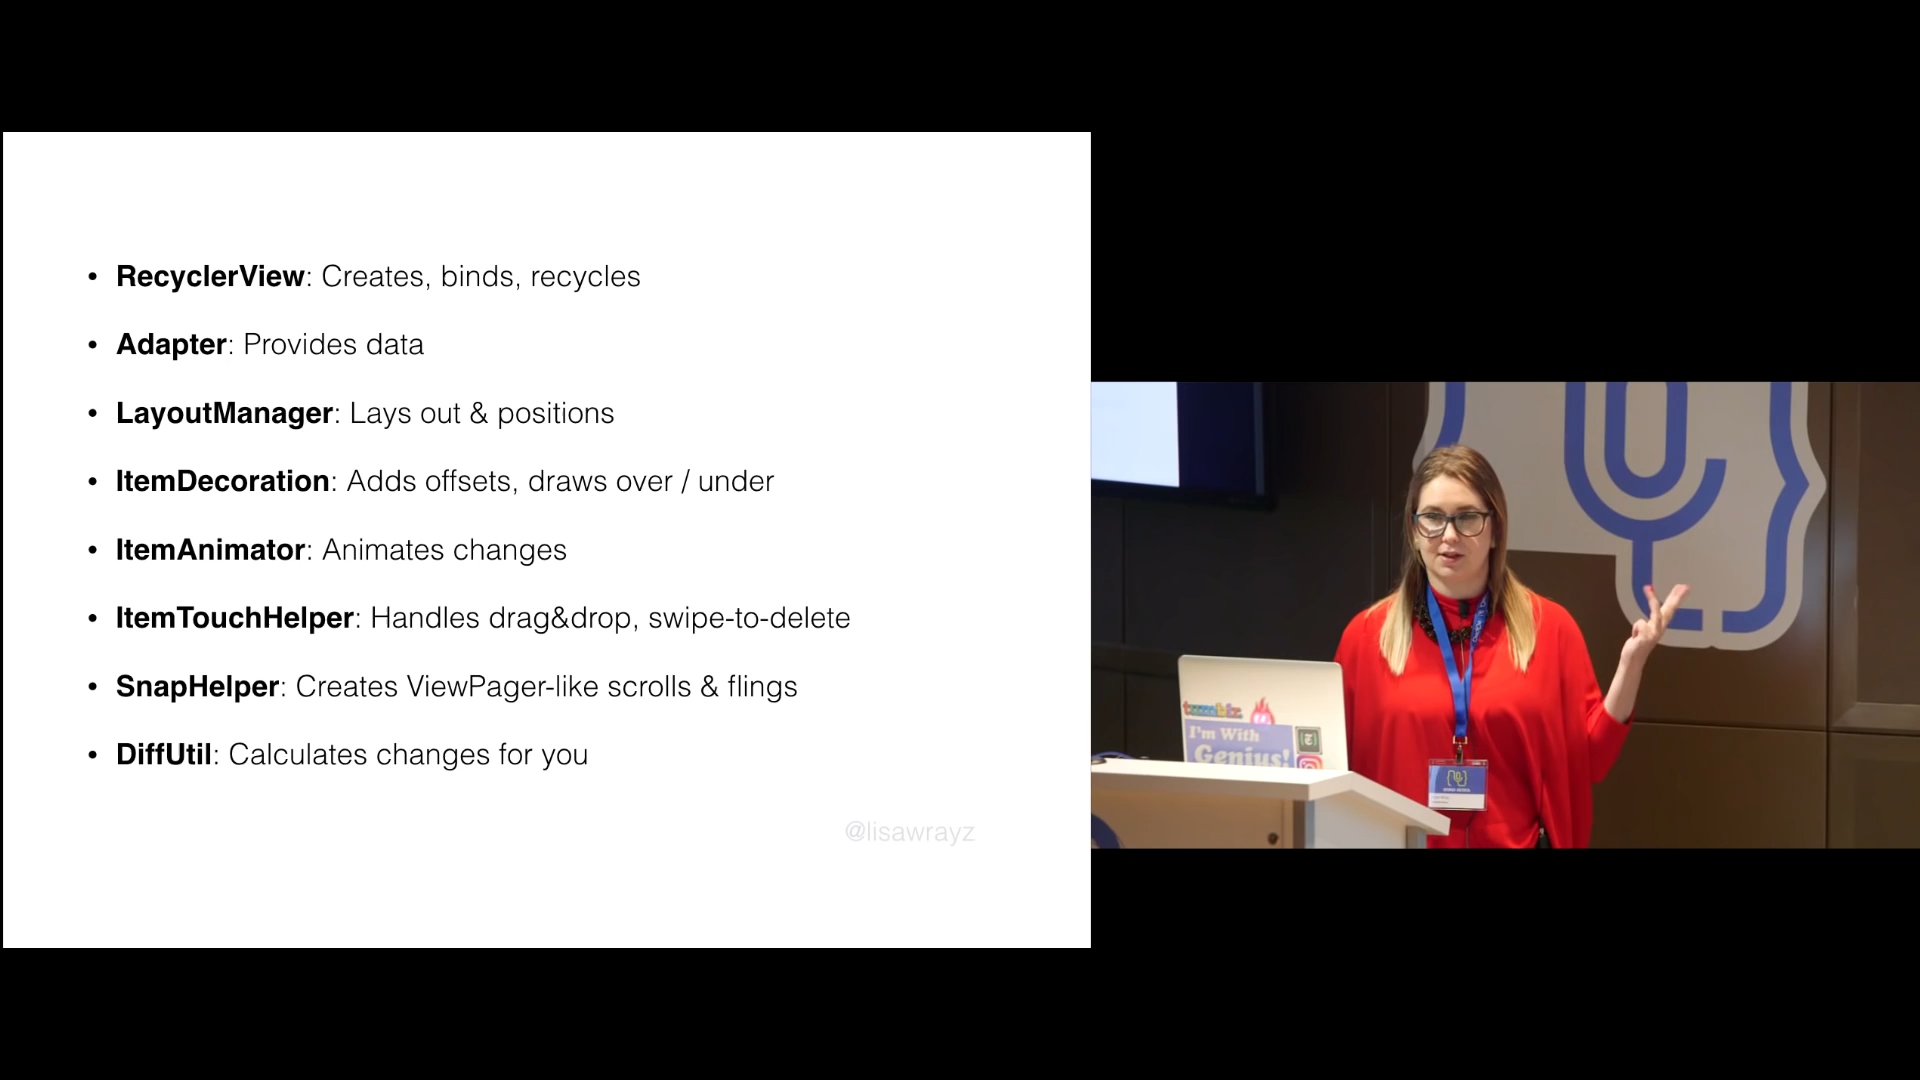 • RecyclerView: Creates, binds, recycles
• Adapter: Provides data
• LayoutManager: Lays out & positions
• ItemDecoration: Adds offsets, draws over / under
• ItemAnimator: Animates changes
• ItemTouchHelper: Handles drag&drop, swipe-to-delete
• SnapHelper: Creates ViewPager-like scrolls & flings
• DiffUtil: Calculates changes for you
@lisawrayz
tumblr
I'm With
Genius!